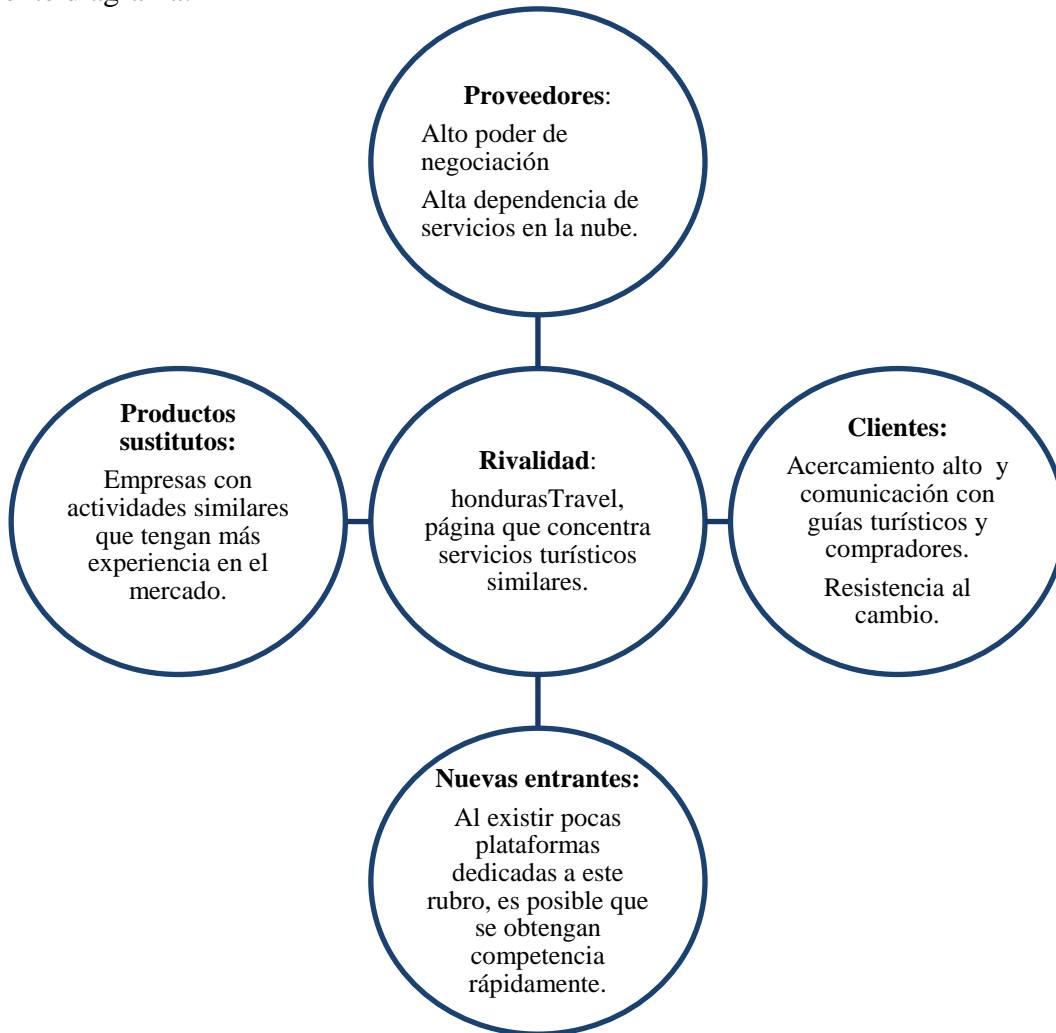 Proveedores:
Alto poder de
negociación
Alta dependencia de
servicios en la nube.
Productos
sustitutos:
Empresas con
actividades similares
que tengan más
experiencia en el
mercado.
Rivalidad:
hondurasTravel,
página que concentra
servicios turísticos
similares.
Clientes:
Acercamiento alto y
comunicación con
guías turísticos y
compradores.
Resistencia al
cambio.
Nuevas entrantes:
Al existir pocas
plataformas
dedicadas a este
rubro, es posible que
se obtengan
competencia
rápidamente.